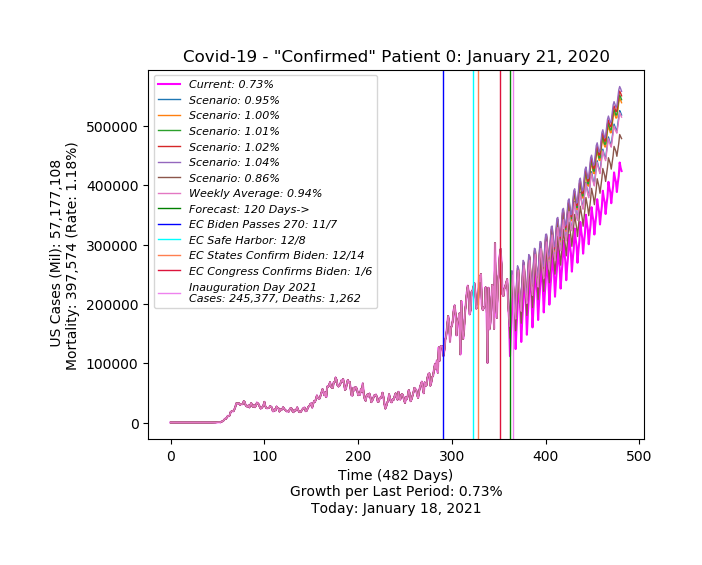 Covid-19 - "Confirmed" Patient 0: January 21, 2020
Current: 0.73%
Scenario: 0.95%
Scenario: 1.00%
Scenario: 1.01%
Scenario: 1.02%
Scenario: 1.04%
Scenario: 0.86%
Weekly Average: 0.94%
Forecast: 120 Days->
EC Biden Passes 270: 11/7
EC Safe Harbor: 12/8
EC States Confirm Biden: 12/14
EC Congress Confirms Biden: 1/6
Inauguration Day 2021
Cases: 245,377, Deaths: 1,262
US Cases (Mil): 57,177,108
Mortality: 397,574 (Rate: 1.18%)
500000
400000
300000
200000
100000
0
0 100 200 300 400 500
Time (482 Days)
Growth per Last Period: 0.73%
Today: January 18, 2021